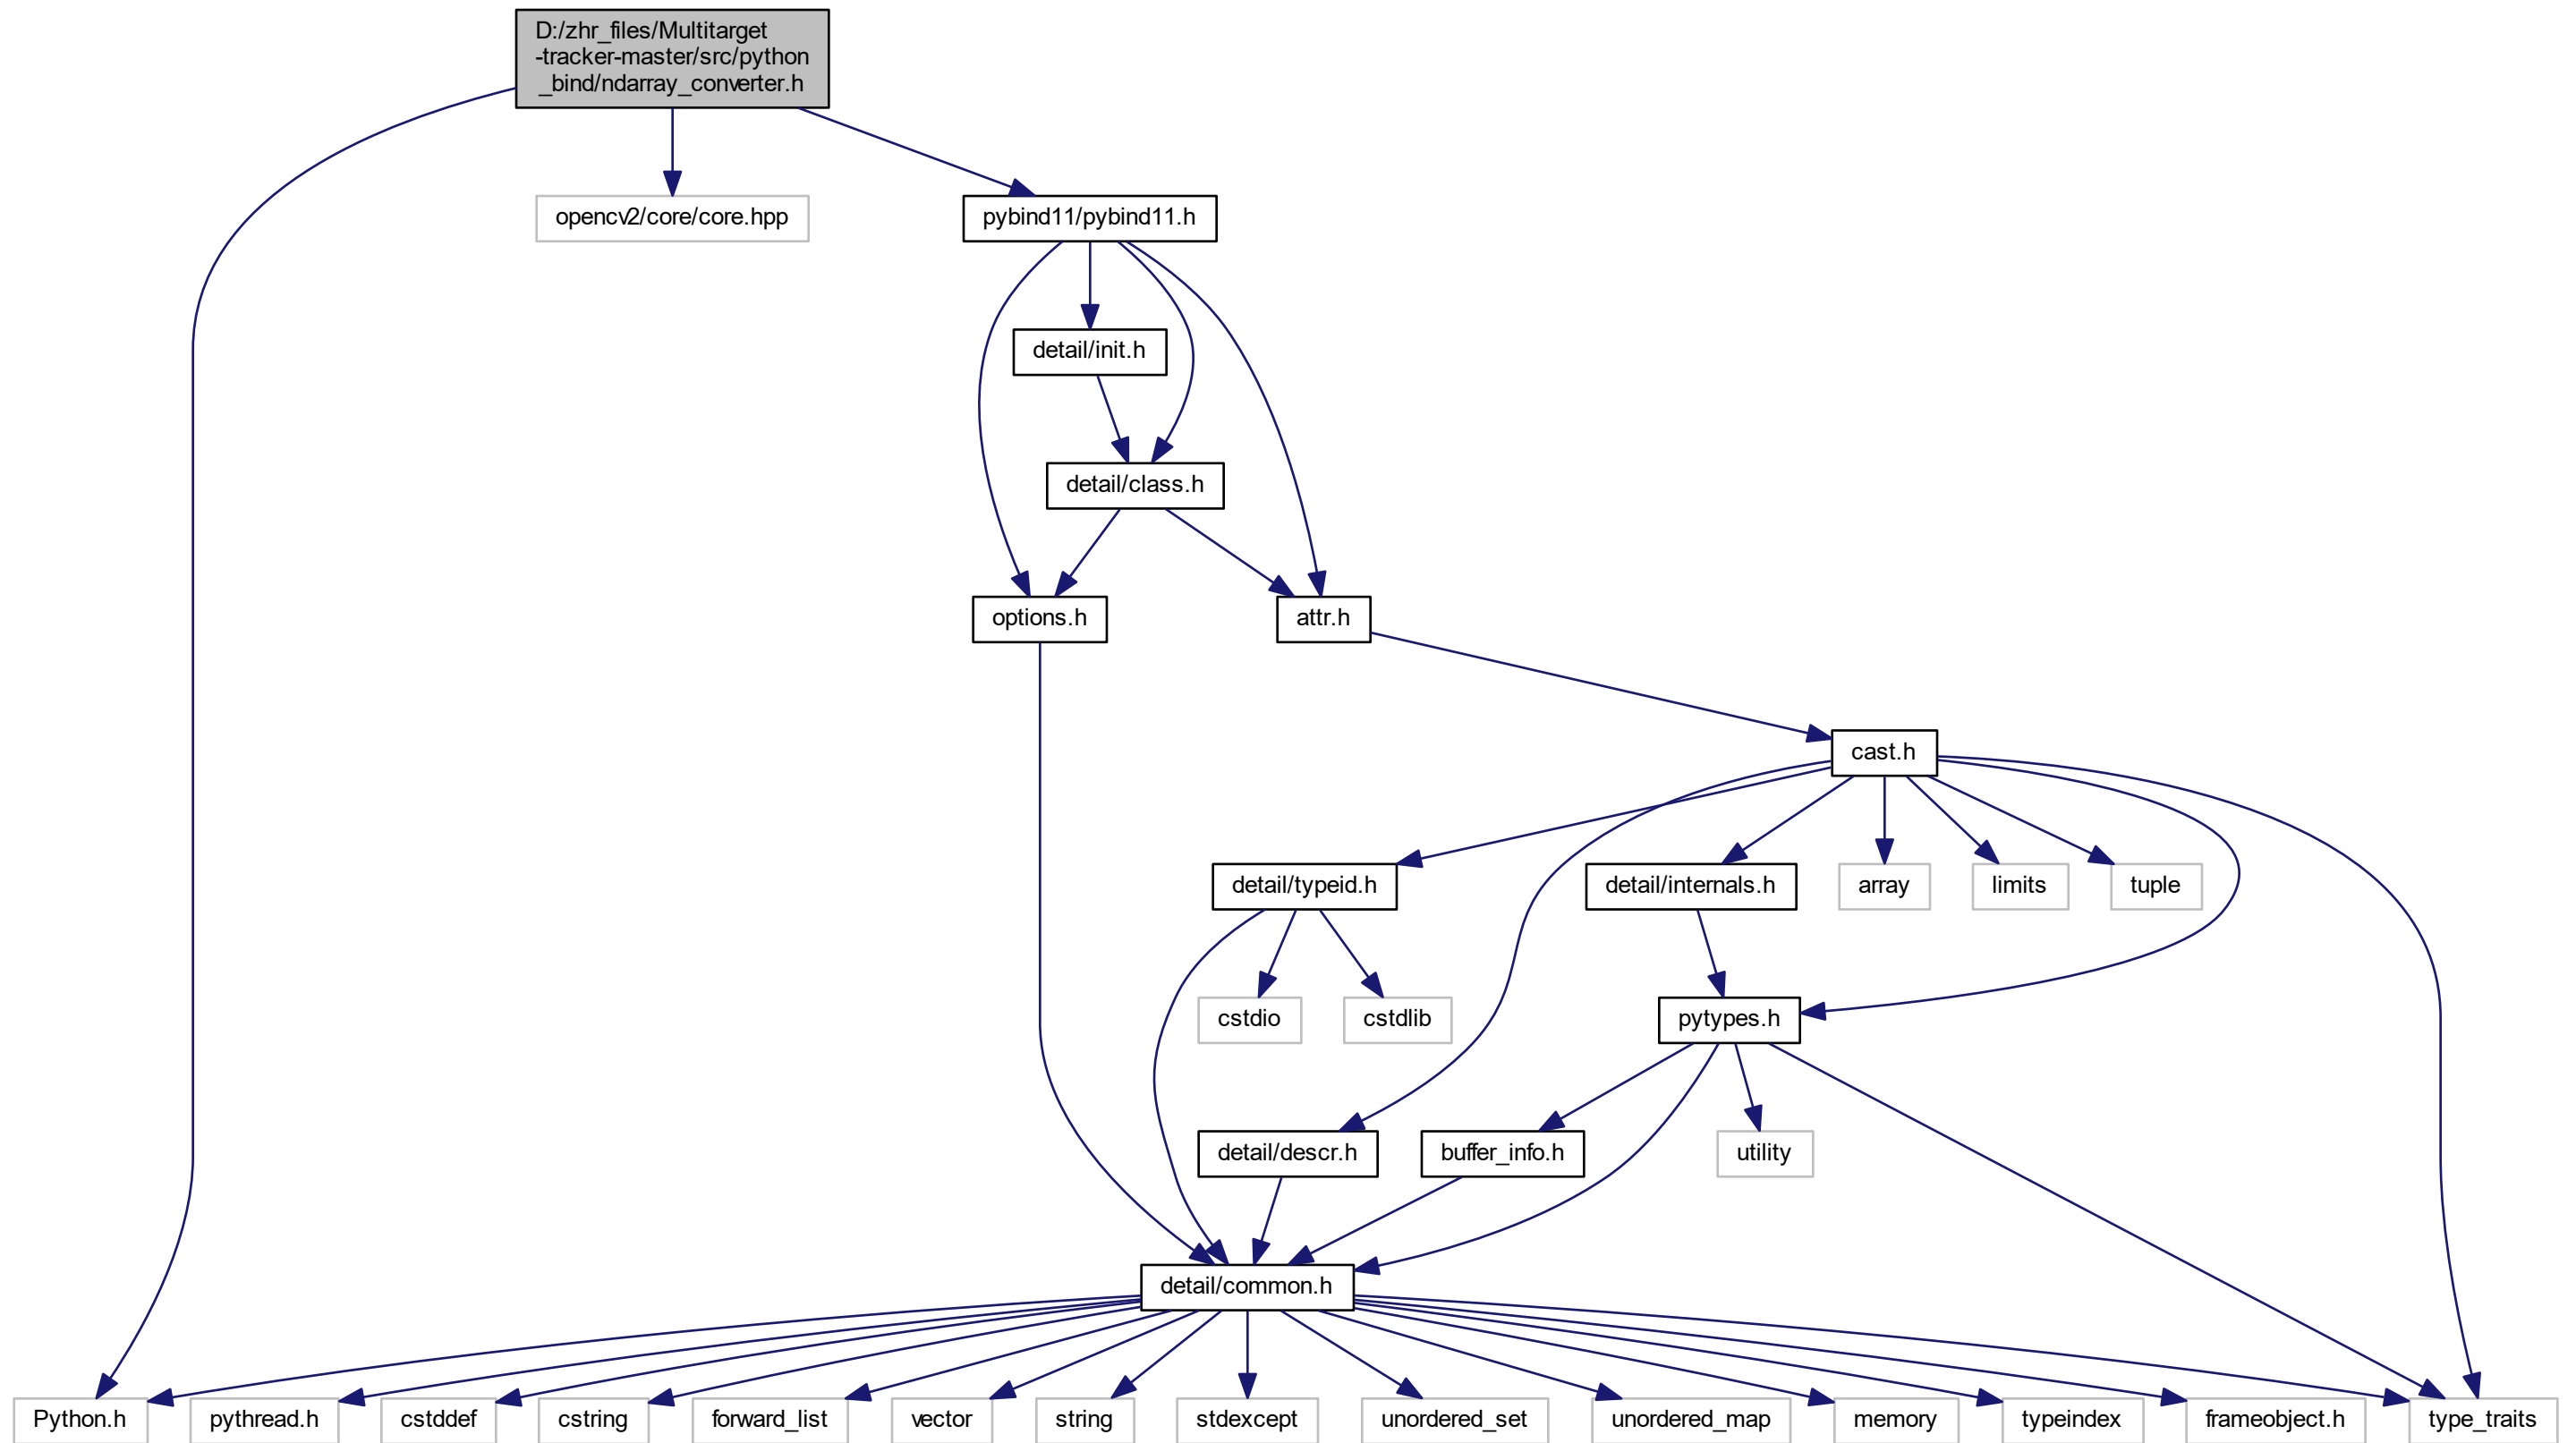 D:/zhr_files/Multitarget
-tracker-master/src/python
_bind/ndarray_converter.h
opencv2/core/core.hpp
pybind11/pybind11.h
detail/init.h
detail/class.h
options.h
attr.h
cast.h
detail/typeid.h
detail/internals.h
array
limits
tuple
cstdio
cstdlib
pytypes.h
detail/descr.h
buffer_info.h
utility
detail/common.h
Python.h
pythread.h
cstddef
cstring
forward_list
vector
string
stdexcept
unordered_set
unordered_map
memory
typeindex
frameobject.h
type_traits